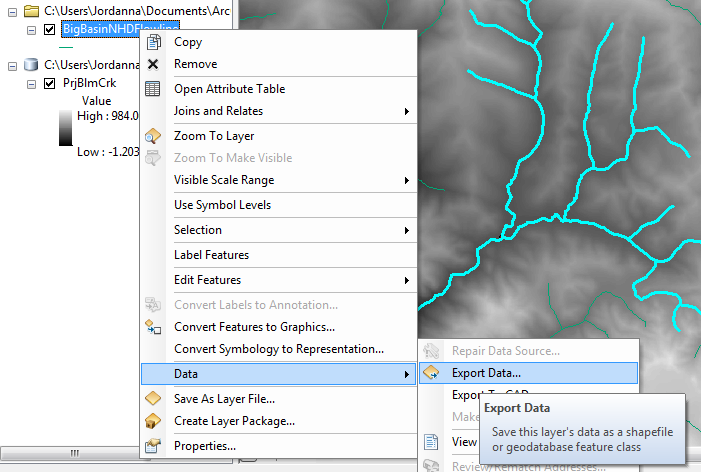 C:\Users\Jordanna\Documents\Arc
BigBasinNHDFlowline
C:\Users\Jordanna
PrjBlmCrk
Value
High : 984.0
Low : -1.203
Copy
Remove
Open Attribute Table
Joins and Relates
Zoom To Layer
Zoom To Make Visible
Visible Scale Range
Use Symbol Levels
Selection
Label Features
Edit Features
Convert Labels to Annotation...
Convert Features to Graphics...
Convert Symbology to Representation...
Data
Save As Layer File...
Create Layer Package...
Properties...
Repair Data Source...
Export Data...
Export To CAD
Make
View
Review/Rematch Addresses...
Export Data
Save this layer's data as a shapefile
or geodatabase feature class